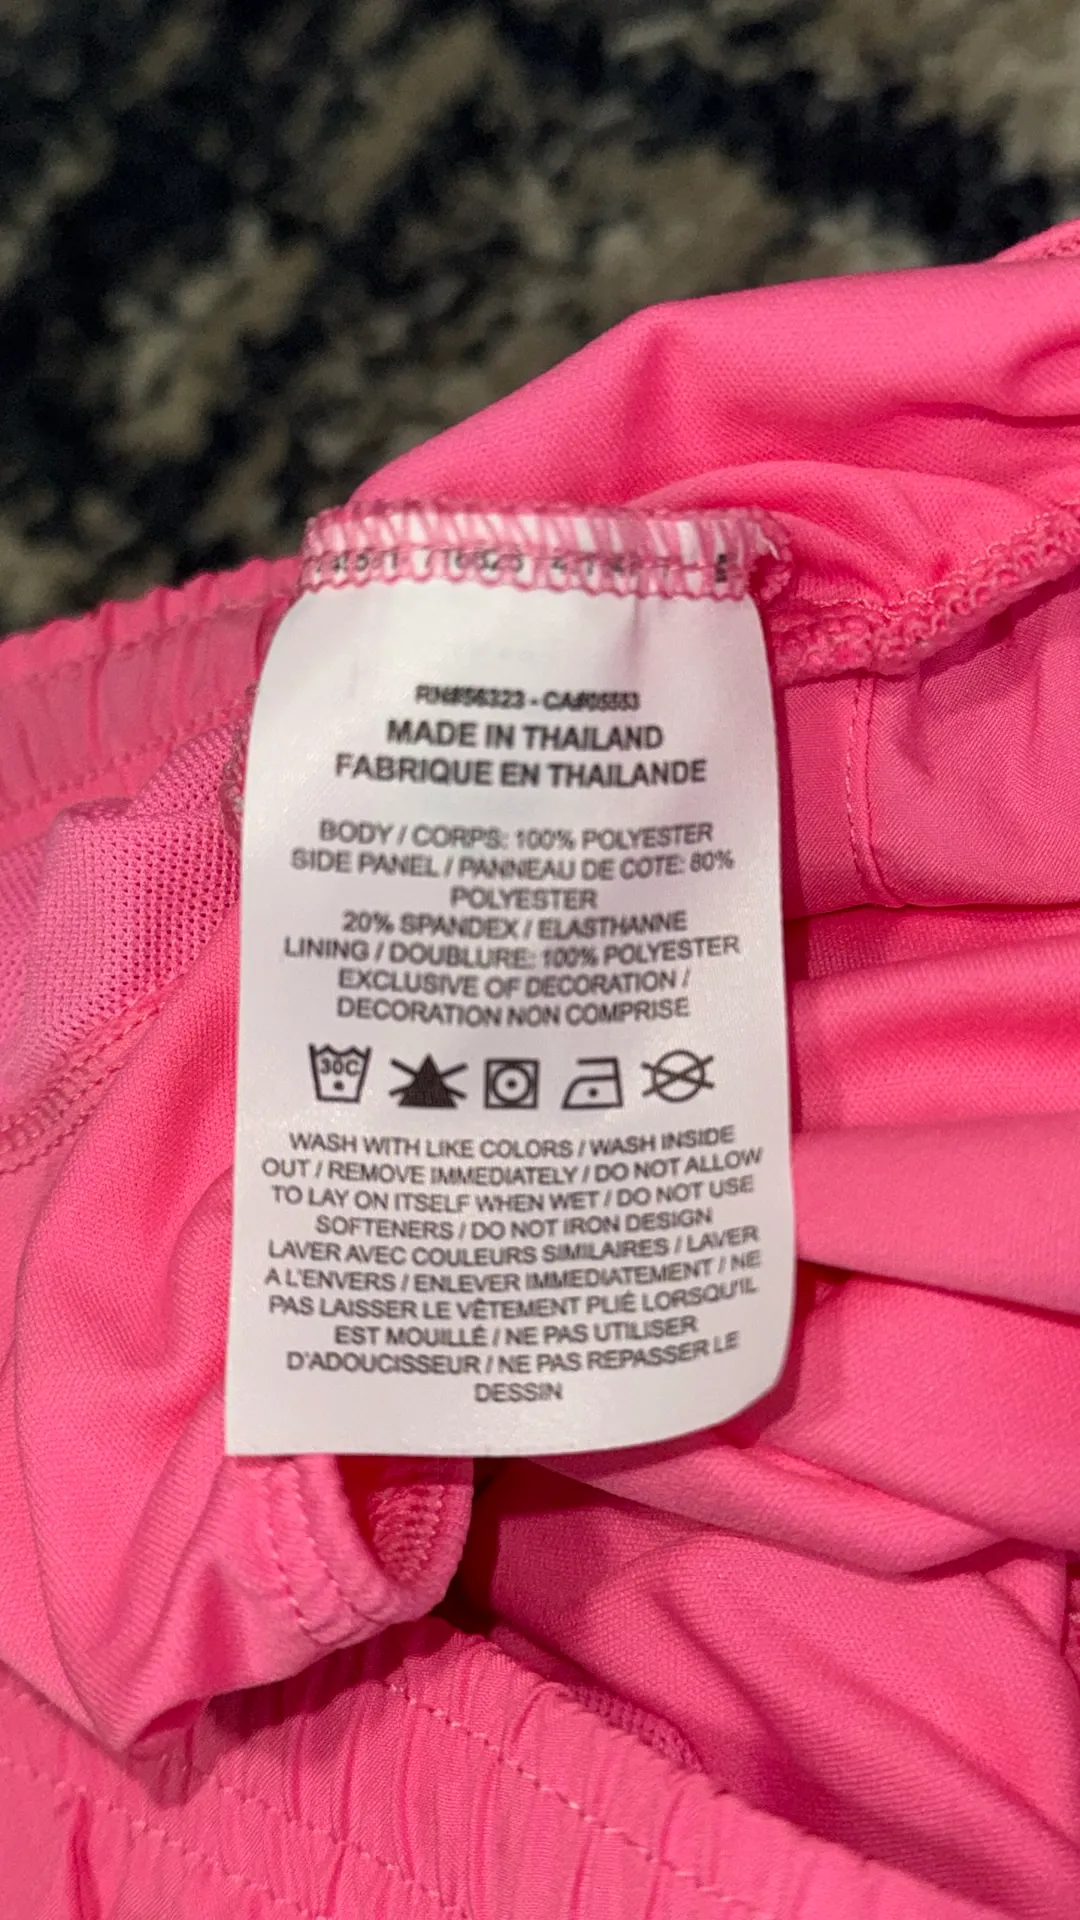 RN#56323 - CA#05553
MADE IN THAILAND
FABRIQUE EN THAILANDE
BODY / CORPS: 100% POLYESTER
SIDE PANEL / PANNEAU DE COTE: 80%
POLYESTER
20% SPANDEX / ELASTHANNE
LINING / DOUBLURE: 100% POLYESTER
EXCLUSIVE OF DECORATION /
DECORATION NON COMPRISE
30C
WASH WITH LIKE COLORS / WASH INSIDE
OUT / REMOVE IMMEDIATELY / DO NOT ALLOW
TO LAY ON ITSELF WHEN WET / DO NOT USE
SOFTENERS / DO NOT IRON DESIGN
LAVER AVEC COULEURS SIMILAIRES / LAVER
A L'ENVERS / ENLEVER IMMEDIATEMENT / NE
PAS LAISSER LE VÊTEMENT PLIÉ LORSQU'IL
EST MOUILLÉ / NE PAS UTILISER
D'ADOUCISSEUR / NE PAS REPASSER LE
DESSIN